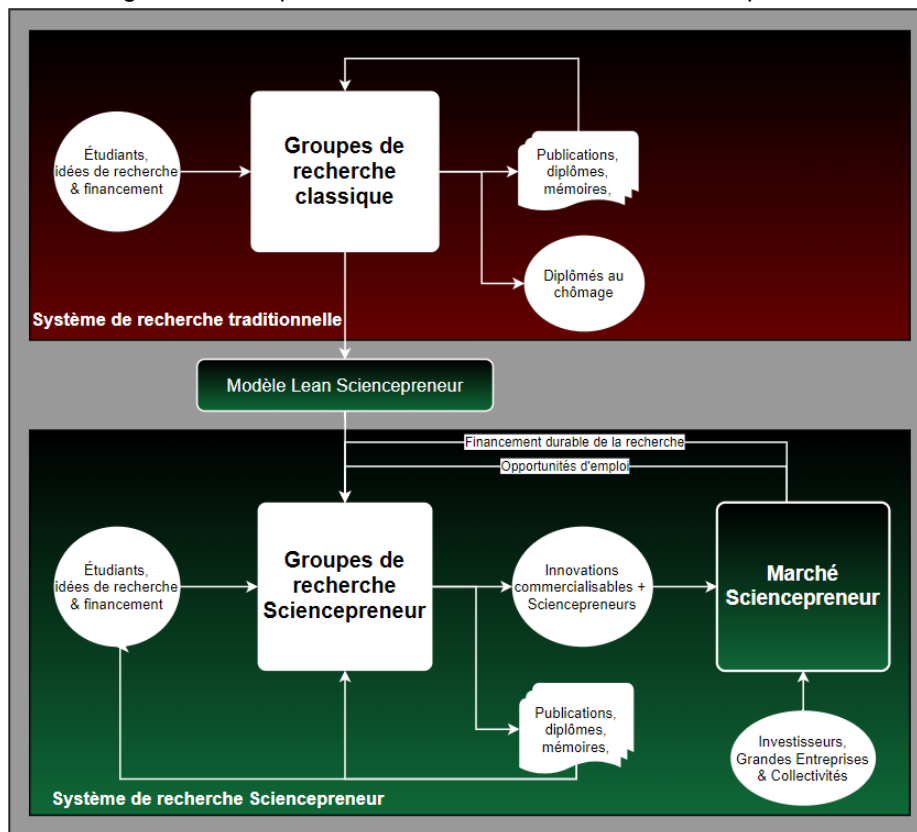 Étudiants,
idées de recherche
& financement
Groupes de
recherche
classique
Publications,
diplômes,
mémoires,
Diplômés au
chômage
Système de recherche traditionnelle
Modèle Lean Sciencepreneur
Financement durable de la recherche
Opportunités d'emploi
Étudiants,
idées de recherche
& financement
Groupes de
recherche
Sciencepreneur
Innovations
commercialisables +
Sciencepreneurs
Marché
Sciencepreneur
Publications,
diplômes,
mémoires,
Investisseurs,
Grandes Entreprises
& Collectivités
Système de recherche Sciencepreneur